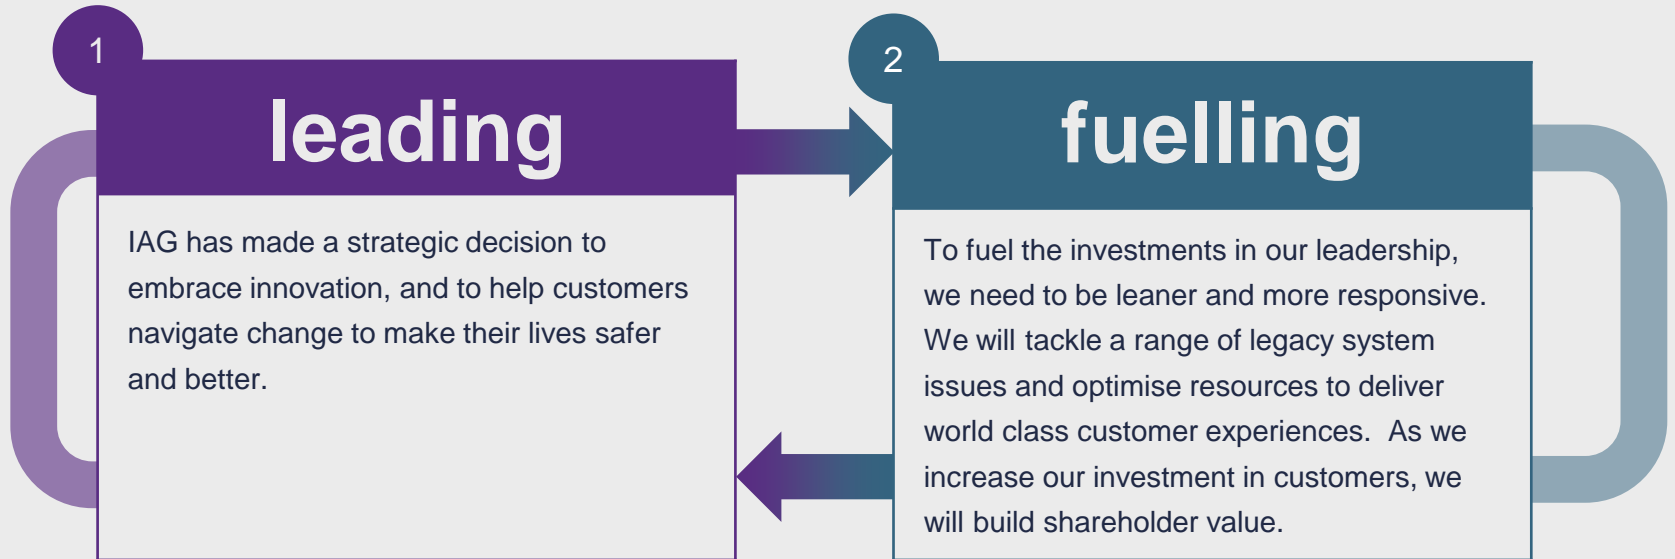 1
leading
IAG has made a strategic decision to
embrace innovation, and to help customers
navigate change to make their lives safer
and better.
2
fuelling
To fuel the investments in our leadership,
we need to be leaner and more responsive.
We will tackle a range of legacy system
issues and optimise resources to deliver
world class customer experiences.  As we
increase our investment in customers, we
will build shareholder value.